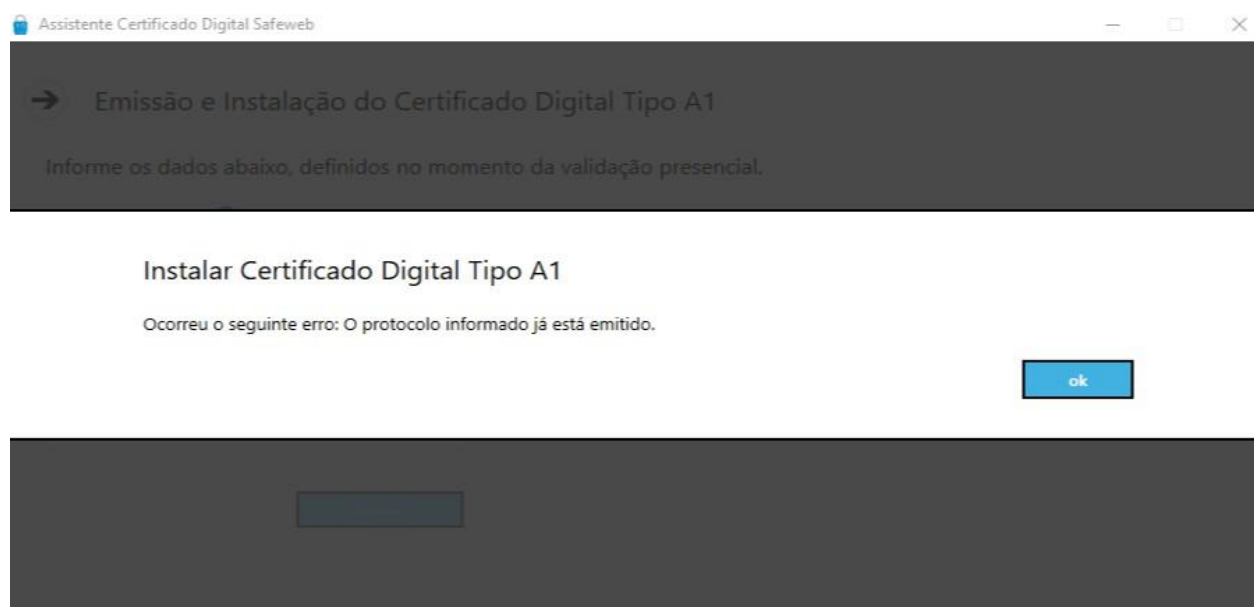 Assistente Certificado Digital Safeweb
Emissão e Instalação do Certificado Digital Tipo A1
Informe os dados abaixo, definidos no momento da validação presencial.
Instalar Certificado Digital Tipo A1
Ocorreu o seguinte erro: O protocolo informado já está emitido.
ok